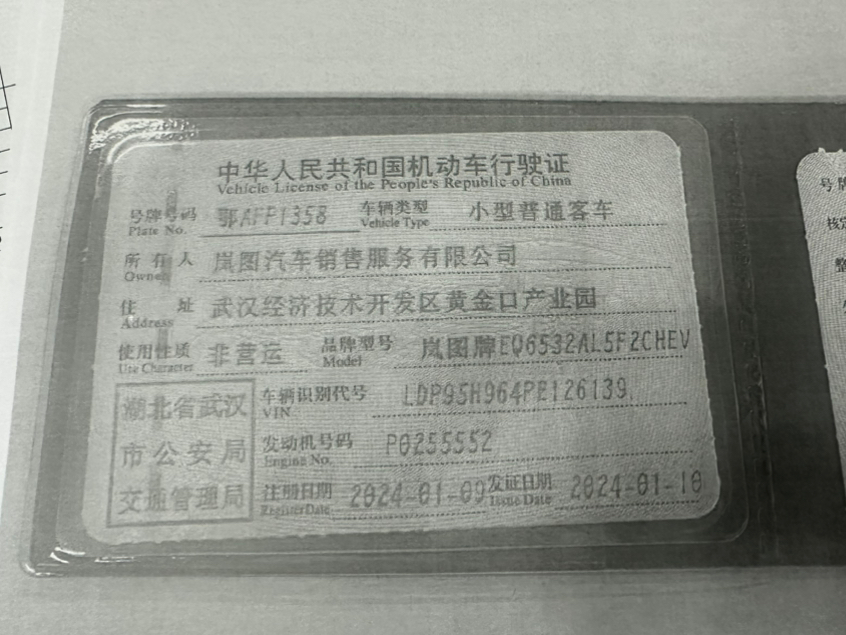 中华人民共和国机动车行驶证
Vehicle License of the People's Republic of China
号牌号码 鄂AFP1358 车辆类型 小型普通客车
Plate No. Vehicle Type
所有人 岚图汽车销售服务有限公司
Owner
住址 武汉经济技术开发区黄金口产业园
Address
使用性质 非营运 品牌型号 岚图牌EQ6532AL5F2CHEV
Use Character Model
湖北省武汉 车辆识别代号 LDP95H964PE126139
VIN
市公安局 发动机号码 P0255552
Engine No.
交通管理局 注册日期 2024-01-09 发证日期 2024-01-10
Register Date Issue Date
号牌
核定
整